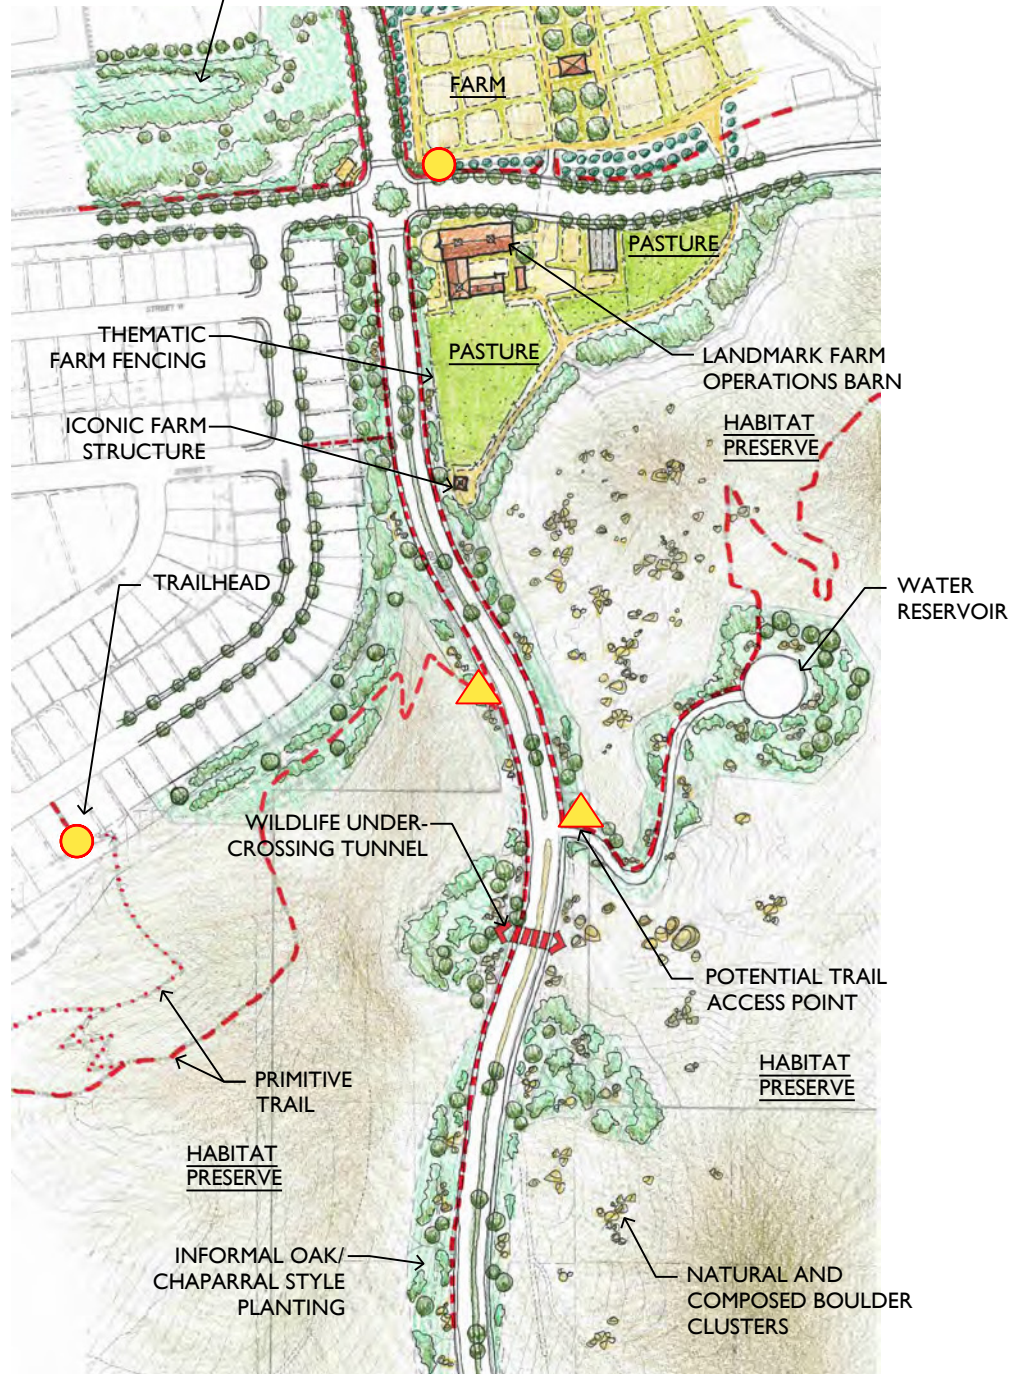 FARM
PASTURE
THEMATIC
FARM FENCING
PASTURE
LANDMARK FARM
OPERATIONS BARN
ICONIC FARM
STRUCTURE
HABITAT
PRESERVE
TRAILHEAD
WATER
RESERVOIR
WILDLIFE UNDER-
CROSSING TUNNEL
POTENTIAL TRAIL
ACCESS POINT
PRIMITIVE
TRAIL
HABITAT
PRESERVE
HABITAT
PRESERVE
INFORMAL OAK/
CHAPARRAL STYLE
PLANTING
NATURAL AND
COMPOSED BOULDER
CLUSTERS